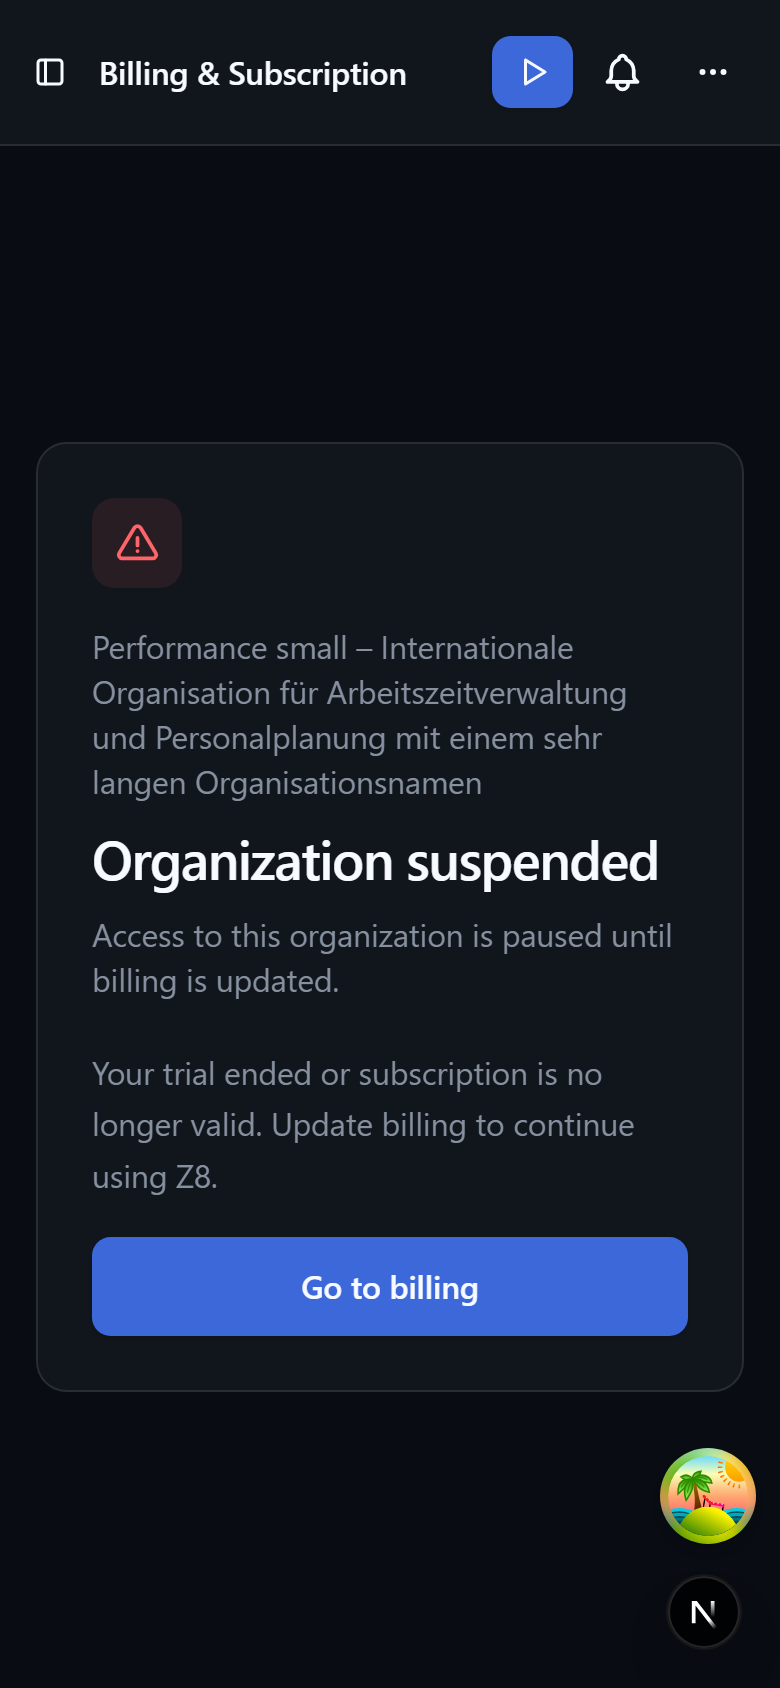 Billing & Subscription
Performance small – Internationale
Organisation für Arbeitszeitverwaltung
und Personalplanung mit einem sehr
langen Organisationsnamen
Organization suspended
Access to this organization is paused until
billing is updated.
Your trial ended or subscription is no
longer valid. Update billing to continue
using Z8.
Go to billing
N